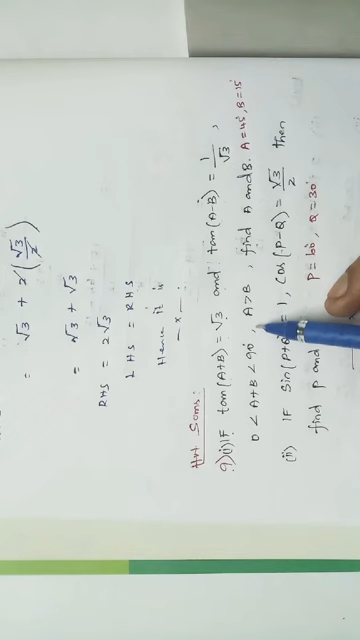 = √3 + 2(√3/2)
= √3 + √3
RHS = 2√3
LHS = RHS
Hence it is
— x —
Hot Sums:
9)(i) IF tan(A+B) = √3 and tan(A-B) = 1/√3 ,
0 < A+B < 90° A>B , find A and B. A=45°, B=15°
(ii) IF Sin(P+ = 1, Cos(P-Q) = √3/2 then
find P and P=60°, Q=30°